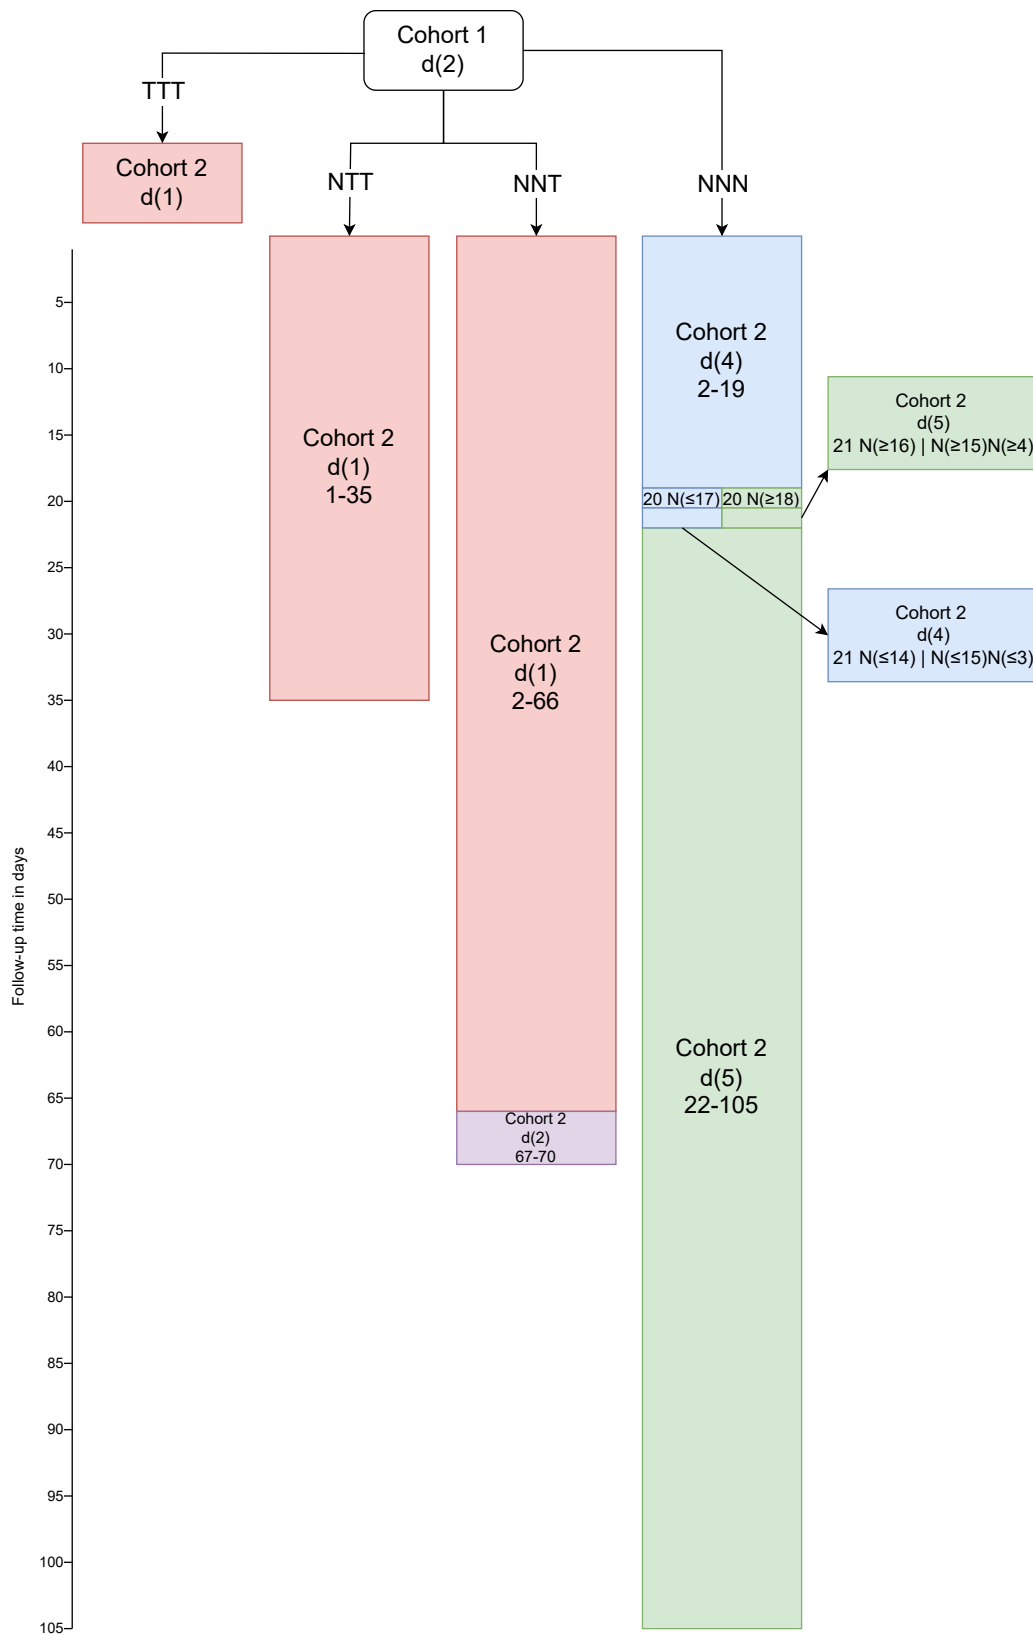 Cohort 1
d(2)
TTT
NTT
NNT
NNN
Cohort 2
d(1)
Cohort 2
d(1)
1-35
Cohort 2
d(1)
2-66
Cohort 2
d(2)
67-70
Cohort 2
d(4)
2-19
20 N(≤17)
20 N(≥18)
Cohort 2
d(5)
22-105
Cohort 2
d(5)
21 N(≥16) | N(≥15)N(≥4)
Cohort 2
d(4)
21 N(≤14) | N(≤15)N(≤3)
Follow-up time in days
5
10
15
20
25
30
35
40
45
50
55
60
65
70
75
80
85
90
95
100
105